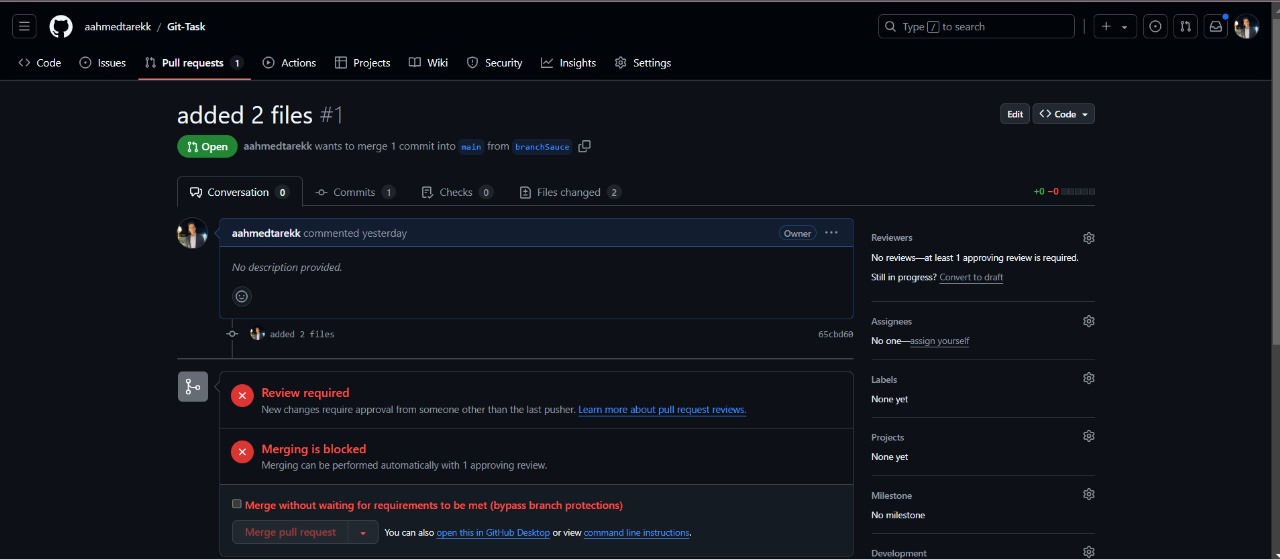 aahmedtarekk / Git-Task
Type / to search
Code Issues Pull requests 1 Actions Projects Wiki Security Insights Settings
added 2 files #1
Edit <> Code
Open aahmedtarekk wants to merge 1 commit into main from branchSauce
Conversation 0 Commits 1 Checks 0 Files changed 2 +0 −0
aahmedtarekk commented yesterday Owner ...
No description provided.
added 2 files 65cbd60
Review required
New changes require approval from someone other than the last pusher. Learn more about pull request reviews.
Merging is blocked
Merging can be performed automatically with 1 approving review.
Merge without waiting for requirements to be met (bypass branch protections)
Merge pull request You can also open this in GitHub Desktop or view command line instructions.
Reviewers
No reviews—at least 1 approving review is required.
Still in progress? Convert to draft
Assignees
No one—assign yourself
Labels
None yet
Projects
None yet
Milestone
No milestone
Development